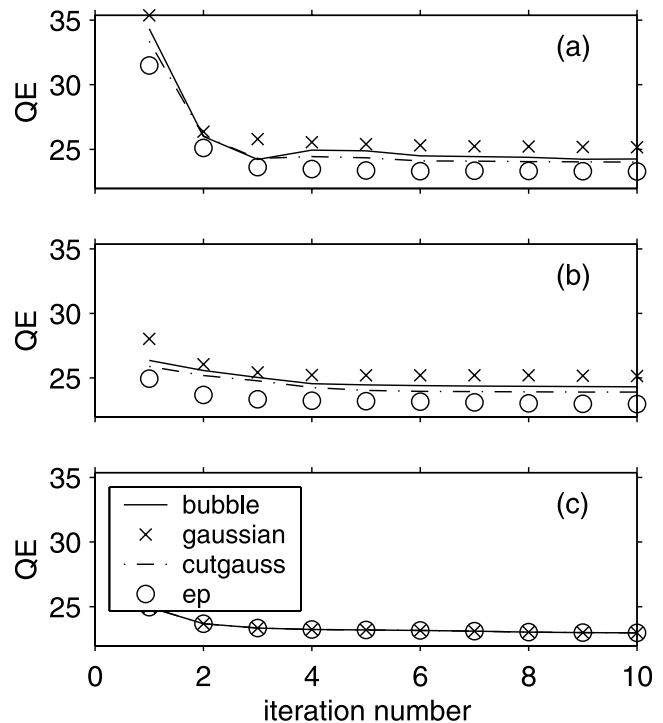 35
30
25
QE
(a)
35
30
25
QE
(b)
35
30
25
QE
(c)
bubble
gaussian
cutgauss
ep
0 2 4 6 8 10
iteration number